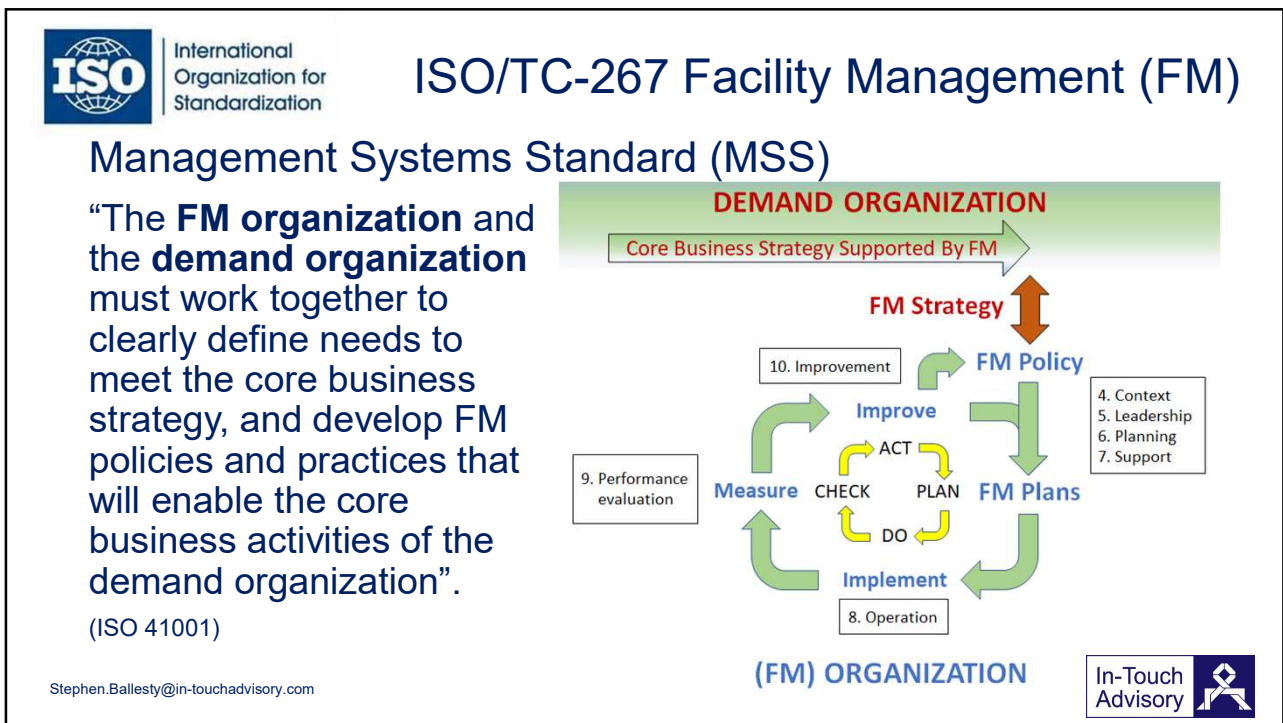 ISO
International
Organization for
Standardization
ISO/TC-267 Facility Management (FM)
Management Systems Standard (MSS)
“The FM organization and
the demand organization
must work together to
clearly define needs to
meet the core business
strategy, and develop FM
policies and practices that
will enable the core
business activities of the
demand organization”.
(ISO 41001)
DEMAND ORGANIZATION
Core Business Strategy Supported By FM
FM Strategy
10. Improvement
FM Policy
Improve
4. Context
5. Leadership
6. Planning
7. Support
ACT
9. Performance
evaluation
Measure
CHECK
PLAN
FM Plans
DO
Implement
8. Operation
(FM) ORGANIZATION
Stephen.Ballesty@in-touchadvisory.com
In-Touch
Advisory